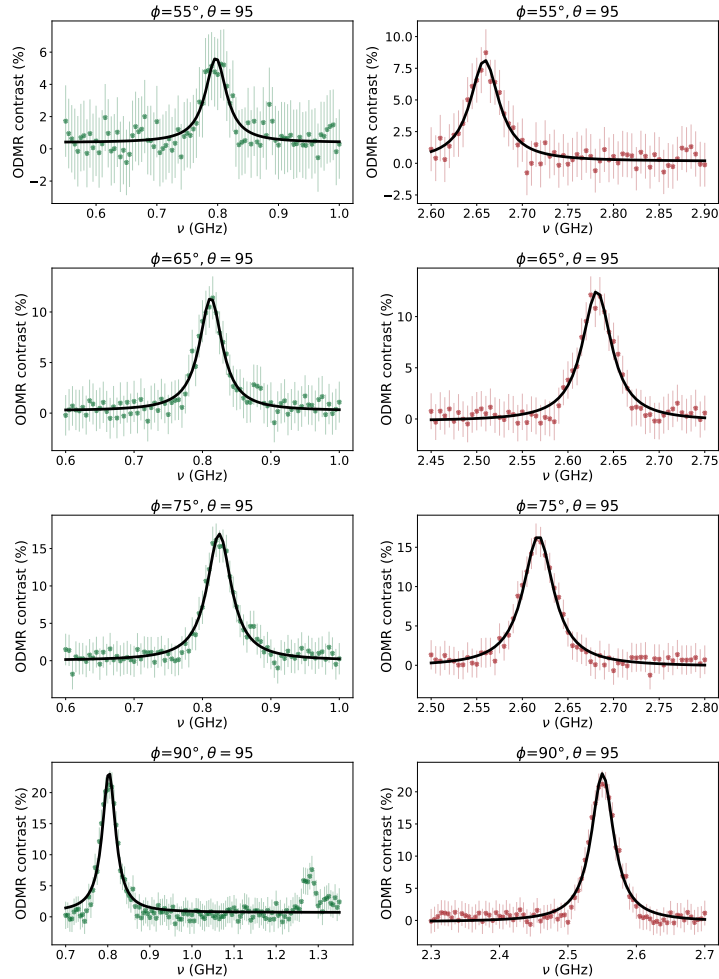 ϕ=55°, θ = 95
ODMR contrast (%)
6
4
2
0
−2
0.6 0.7 0.8 0.9 1.0
ν (GHz)
ϕ=55°, θ = 95
ODMR contrast (%)
10.0
7.5
5.0
2.5
0.0
−2.5
2.60 2.65 2.70 2.75 2.80 2.85 2.90
ν (GHz)
ϕ=65°, θ = 95
ODMR contrast (%)
10
5
0
0.6 0.7 0.8 0.9 1.0
ν (GHz)
ϕ=65°, θ = 95
ODMR contrast (%)
10
5
0
2.45 2.50 2.55 2.60 2.65 2.70 2.75
ν (GHz)
ϕ=75°, θ = 95
ODMR contrast (%)
15
10
5
0
0.6 0.7 0.8 0.9 1.0
ν (GHz)
ϕ=75°, θ = 95
ODMR contrast (%)
15
10
5
0
2.50 2.55 2.60 2.65 2.70 2.75 2.80
ν (GHz)
ϕ=90°, θ = 95
ODMR contrast (%)
20
15
10
5
0
0.7 0.8 0.9 1.0 1.1 1.2 1.3
ν (GHz)
ϕ=90°, θ = 95
ODMR contrast (%)
20
15
10
5
0
2.3 2.4 2.5 2.6 2.7
ν (GHz)